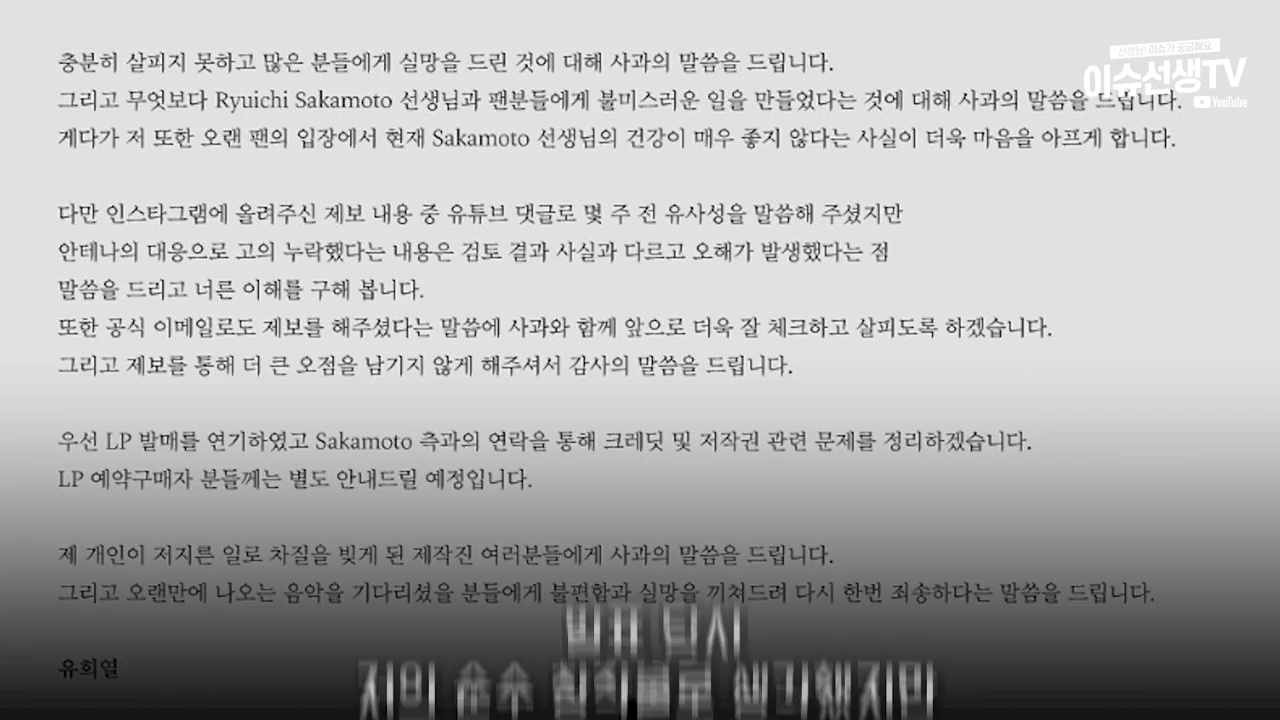 선생님! 이슈가 궁금해요
이슈선생TV
YouTube
충분히 살피지 못하고 많은 분들에게 실망을 드린 것에 대해 사과의 말씀을 드립니다.
그리고 무엇보다 Ryuichi Sakamoto 선생님과 팬분들에게 불미스러운 일을 만들었다는 것에 대해 사과의 말씀을 드립니다.
게다가 저 또한 오랜 팬의 입장에서 현재 Sakamoto 선생님의 건강이 매우 좋지 않다는 사실이 더욱 마음을 아프게 합니다.
다만 인스타그램에 올려주신 제보 내용 중 유튜브 댓글로 몇 주 전 유사성을 말씀해 주셨지만
안테나의 대응으로 고의 누락했다는 내용은 검토 결과 사실과 다르고 오해가 발생했다는 점
말씀을 드리고 너른 이해를 구해 봅니다.
또한 공식 이메일로도 제보를 해주셨다는 말씀에 사과와 함께 앞으로 더욱 잘 체크하고 살피도록 하겠습니다.
그리고 제보를 통해 더 큰 오점을 남기지 않게 해주셔서 감사의 말씀을 드립니다.
우선 LP 발매를 연기하였고 Sakamoto 측과의 연락을 통해 크레딧 및 저작권 관련 문제를 정리하겠습니다.
LP 예약구매자 분들께는 별도 안내드릴 예정입니다.
제 개인이 저지른 일로 차질을 빚게 된 제작진 여러분들에게 사과의 말씀을 드립니다.
그리고 오랜만에 나오는 음악을 기다리셨을 분들에게 불편함과 실망을 끼쳐드려 다시 한번 죄송하다는 말씀을 드립니다.
유희열
발표 당시
생각했지만